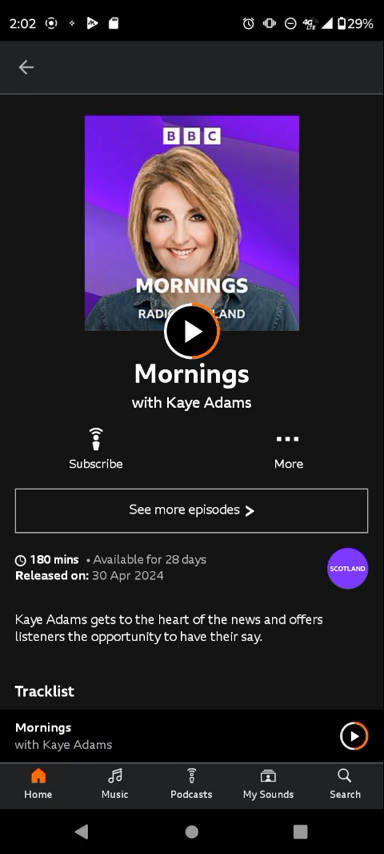 2:02
4G
LTE
29%
BBC
MORNINGS
Mornings
with Kaye Adams
Subscribe
More
See more episodes
180 mins • Available for 28 days
SCOTLAND
Released on: 30 Apr 2024
Kaye Adams gets to the heart of the news and offers
listeners the opportunity to have their say.
Tracklist
Mornings
with Kaye Adams
Home
Music
Podcasts
My Sounds
Search